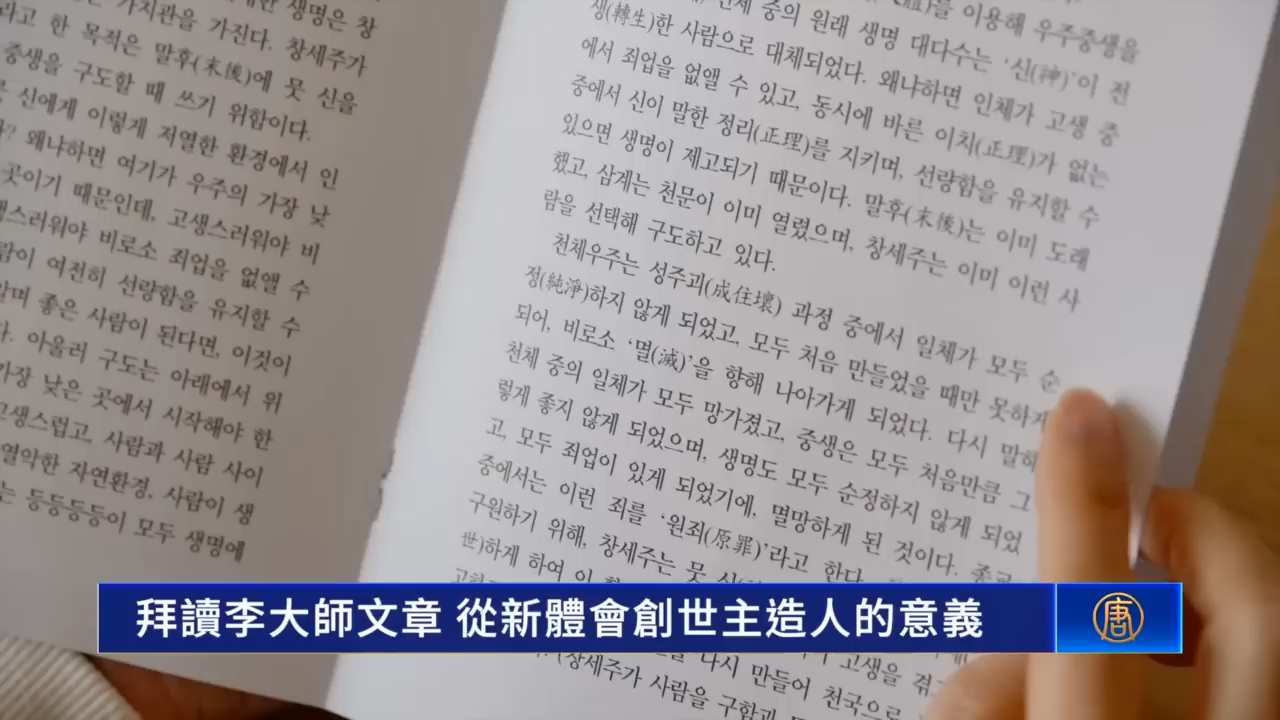 가치관을 가진다. 창세주가
라고 한 목적은 말후(末後)에 뭇 신을
중생을 구도할 때 쓰기 위함이다.
신에게 이렇게 저열한 환경에서 인
왜냐하면 여기가 우주의 가장 낮
곳이기 때문인데, 고생스러워야 비
생스러워야 비로소 죄업을 없앨 수
람이 여전히 선량함을 유지할 수
알며 좋은 사람이 된다면, 이것이
다. 아울러 구도는 아래에서 위
가장 낮은 곳에서 시작해야 한
고생스럽고, 사람과 사람 사이
열악한 자연환경, 사람이 생
는 등등등등이 모두 생명에
를 이용해 우주중생을
중의 원래 생명 대다수는 ‘신(神)’이 전
생(轉生)한 사람으로 대체되었다. 왜냐하면 인체가 고생 중
에서 죄업을 없앨 수 있고, 동시에 바른 이치(正理)가 없는
중에서 신이 말한 정리(正理)를 지키며, 선량함을 유지할 수
있으면 생명이 제고되기 때문이다. 말후(末後)는 이미 도래
했고, 삼계는 천문이 이미 열렸으며, 창세주는 이미 이런 사
람을 선택해 구도하고 있다.
천체우주는 성주괴(成住壞) 과정 중에서 일체가 모두 순
정(純淨)하지 않게 되었고, 모두 처음 만들었을 때만 못하게
되어, 비로소 ‘멸(滅)’을 향해 나아가게 되었다. 다시 말해
천체 중의 일체가 모두 망가졌고, 중생은 모두 처음만큼 그
렇게 좋지 않게 되었으며, 생명도 모두 순정하지 않게 되었
고, 모두 죄업이 있게 되었기에, 멸망하게 된 것이다. 종교
중에서는 이런 죄를 ‘원죄(原罪)’라고 한다.
구원하기 위해, 창세주는 뭇
世)하게 하여 이
고생을 겪
다시 만들어 천국으로
창세주가 사람을 구함과
拜讀李大師文章 從新體會創世主造人的意義
唐